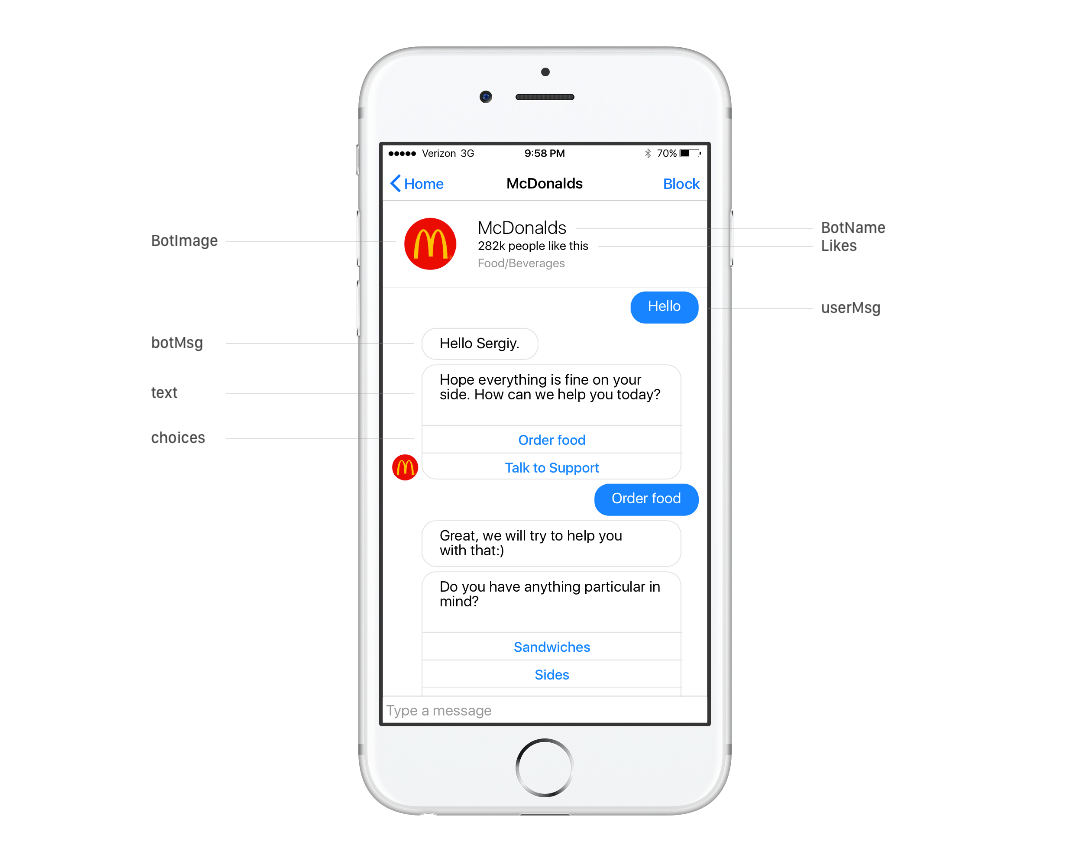 Verizon 3G 9:58 PM 70%
Home McDonalds Block
BotImage
McDonalds
282k people like this
Food/Beverages
BotName
Likes
Hello
userMsg
botMsg
Hello Sergiy.
text
Hope everything is fine on your
side. How can we help you today?
choices
Order food
Talk to Support
Order food
Great, we will try to help you
with that:)
Do you have anything particular in
mind?
Sandwiches
Sides
Type a message